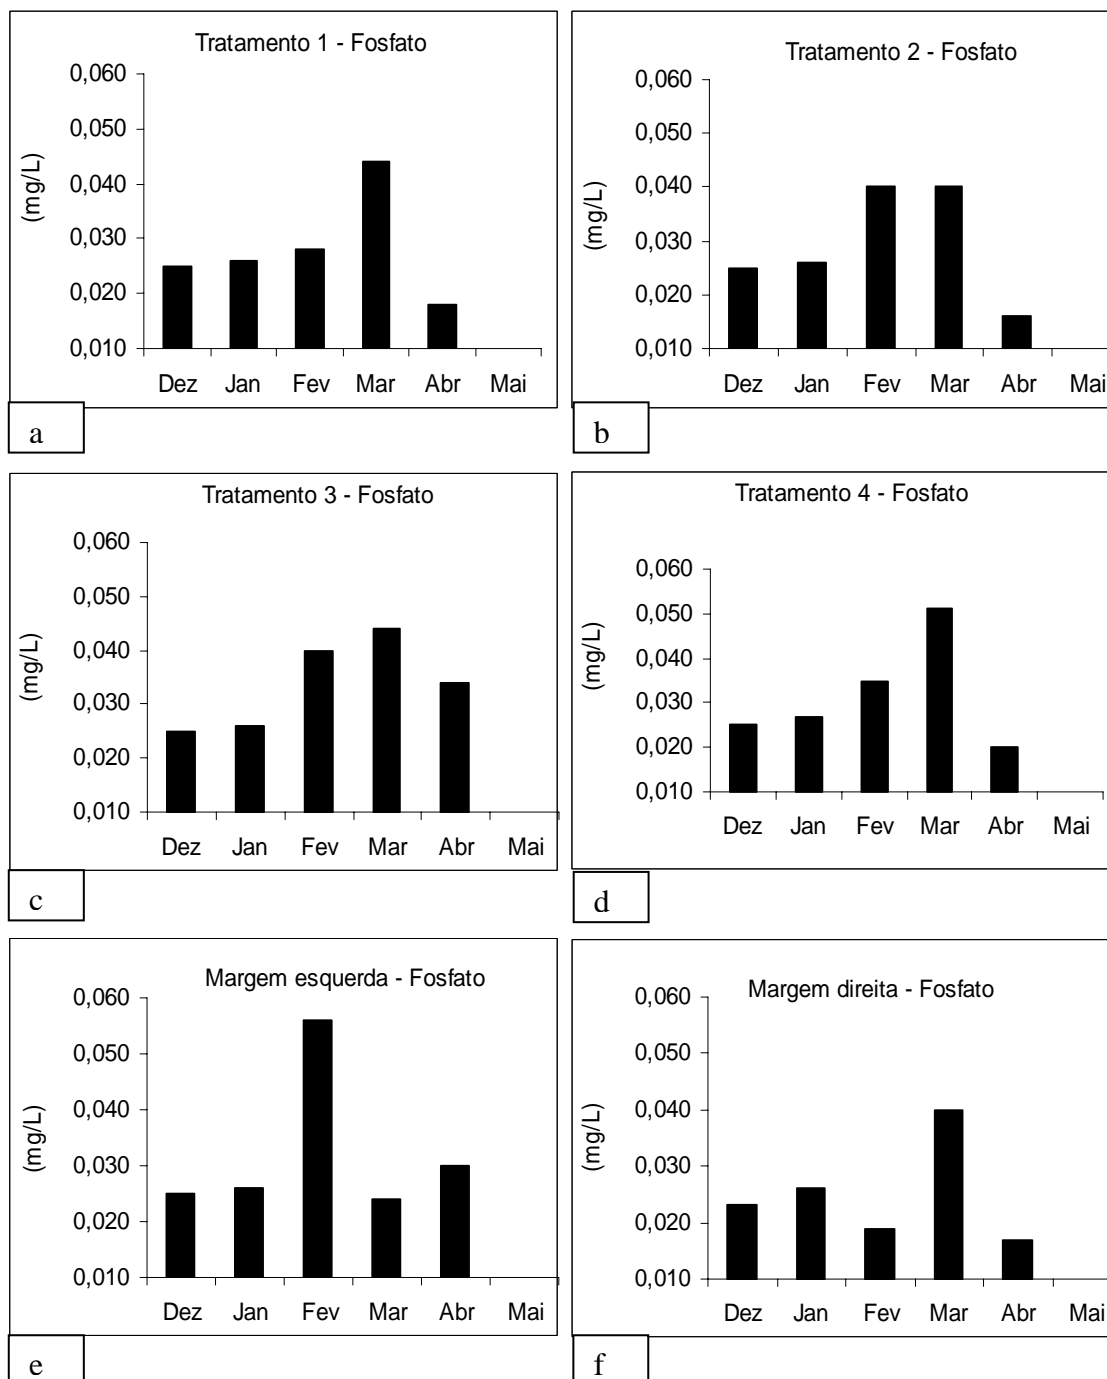 Tratamento 1 - Fosfato
0,060
0,050
0,040
0,030
0,020
0,010
(mg/L)
Dez Jan Fev Mar Abr Mai
a
Tratamento 2 - Fosfato
0,060
0,050
0,040
0,030
0,020
0,010
(mg/L)
Dez Jan Fev Mar Abr Mai
b
Tratamento 3 - Fosfato
0,060
0,050
0,040
0,030
0,020
0,010
(mg/L)
Dez Jan Fev Mar Abr Mai
c
Tratamento 4 - Fosfato
0,060
0,050
0,040
0,030
0,020
0,010
(mg/L)
Dez Jan Fev Mar Abr Mai
d
Margem esquerda - Fosfato
0,060
0,050
0,040
0,030
0,020
0,010
(mg/L)
Dez Jan Fev Mar Abr Mai
e
Margem direita - Fosfato
0,060
0,050
0,040
0,030
0,020
0,010
(mg/L)
Dez Jan Fev Mar Abr Mai
f